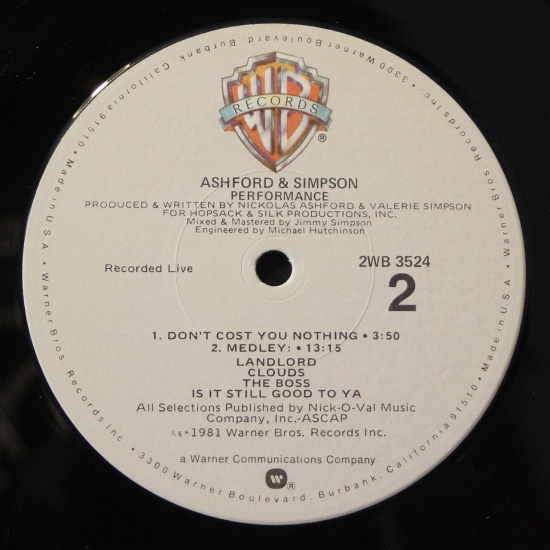 3300 Warner Boulevard, Burbank, California 91510 • Made in U.S.A. • Warner Bros. Records Inc. • 3300 Warner Boulevard, Burbank, California 91510 • Made in U.S.A. • Warner Bros. Records Inc. •
WB
RECORDS
®
ASHFORD & SIMPSON
PERFORMANCE
PRODUCED & WRITTEN BY NICKOLAS ASHFORD & VALERIE SIMPSON
FOR HOPSACK & SILK PRODUCTIONS, INC.
Mixed & Mastered by Jimmy Simpson
Engineered by Michael Hutchinson
Recorded Live
2WB 3524
2
1. DON'T COST YOU NOTHING • 3:50
2. MEDLEY: • 13:15
LANDLORD
CLOUDS
THE BOSS
IS IT STILL GOOD TO YA
All Selections Published by Nick-O-Val Music
Company, Inc.-ASCAP
1981 Warner Bros. Records Inc.
a Warner Communications Company
W ®